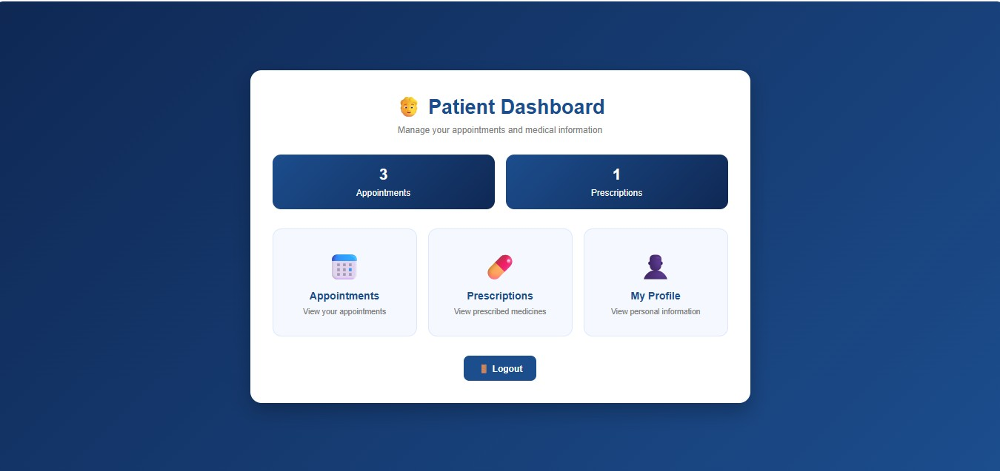 Patient Dashboard
Manage your appointments and medical information
3
Appointments
1
Prescriptions
Appointments
View your appointments
Prescriptions
View prescribed medicines
My Profile
View personal information
Logout